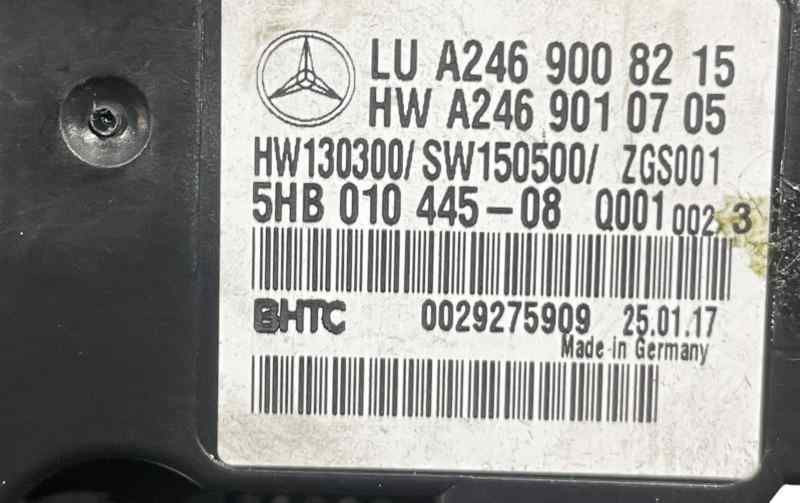 LU A246 900 82 15
HW A246 901 07 05
HW130300/ SW150500/ ZGS001
5HB 010 445-08 Q001 002 3
BHTC 0029275909 25.01.17
Made in Germany